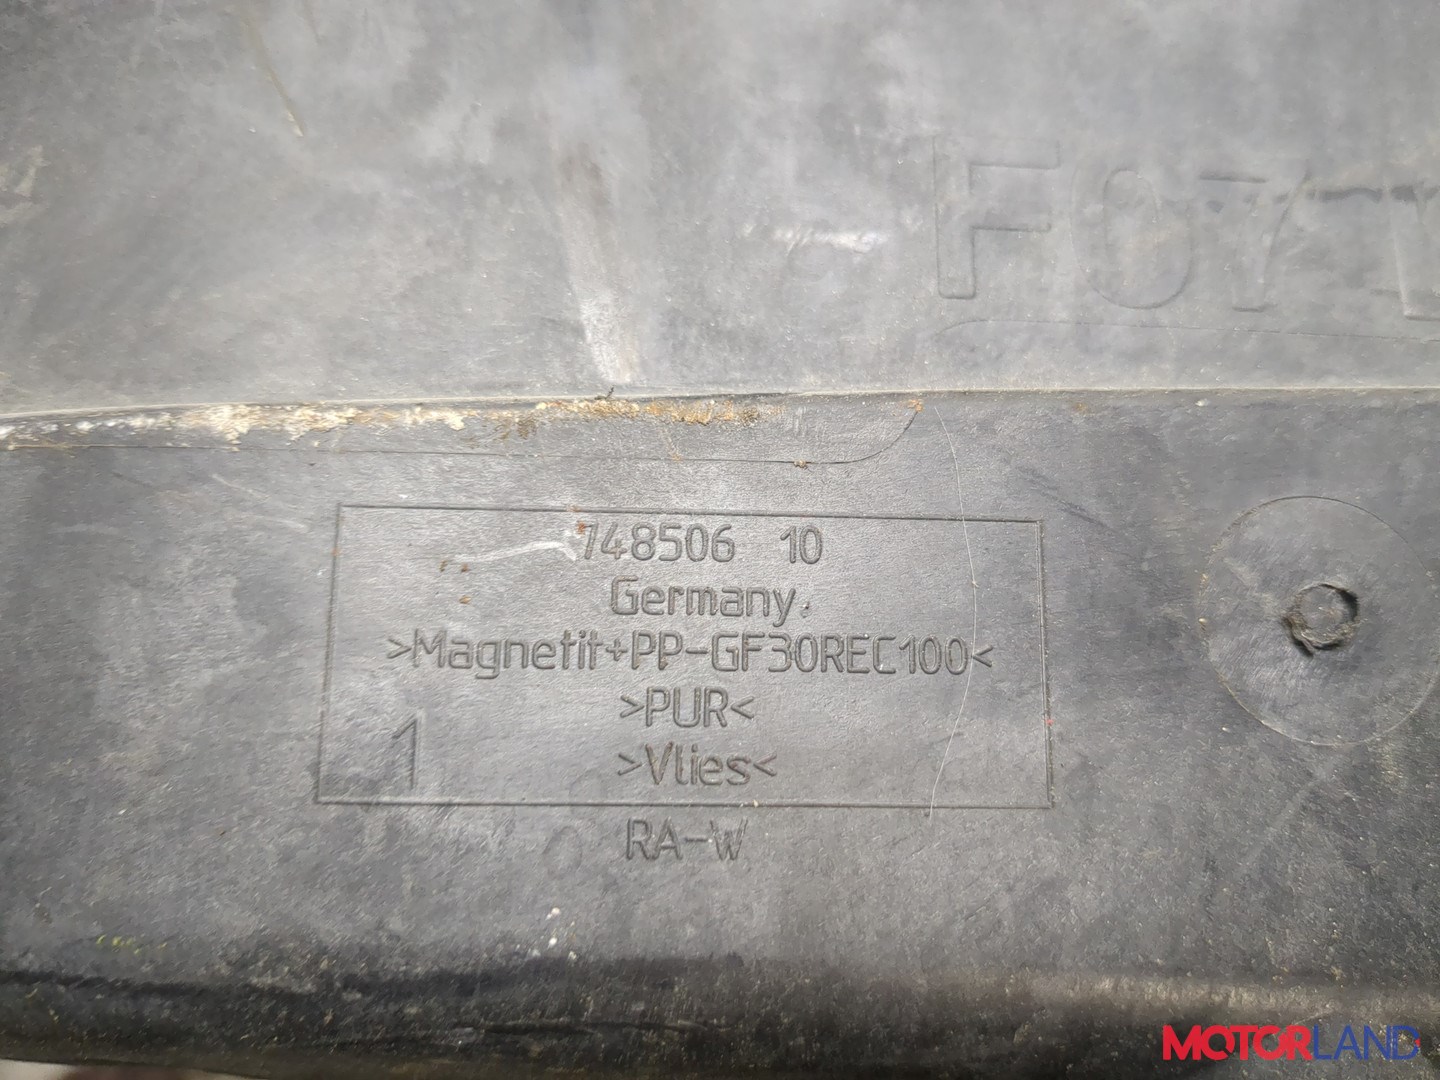 F07/
748506 10
Germany.
>Magnetit+PP-GF30REC100<
>PUR<
1
>Vlies<
RA-W
MOTORLAND